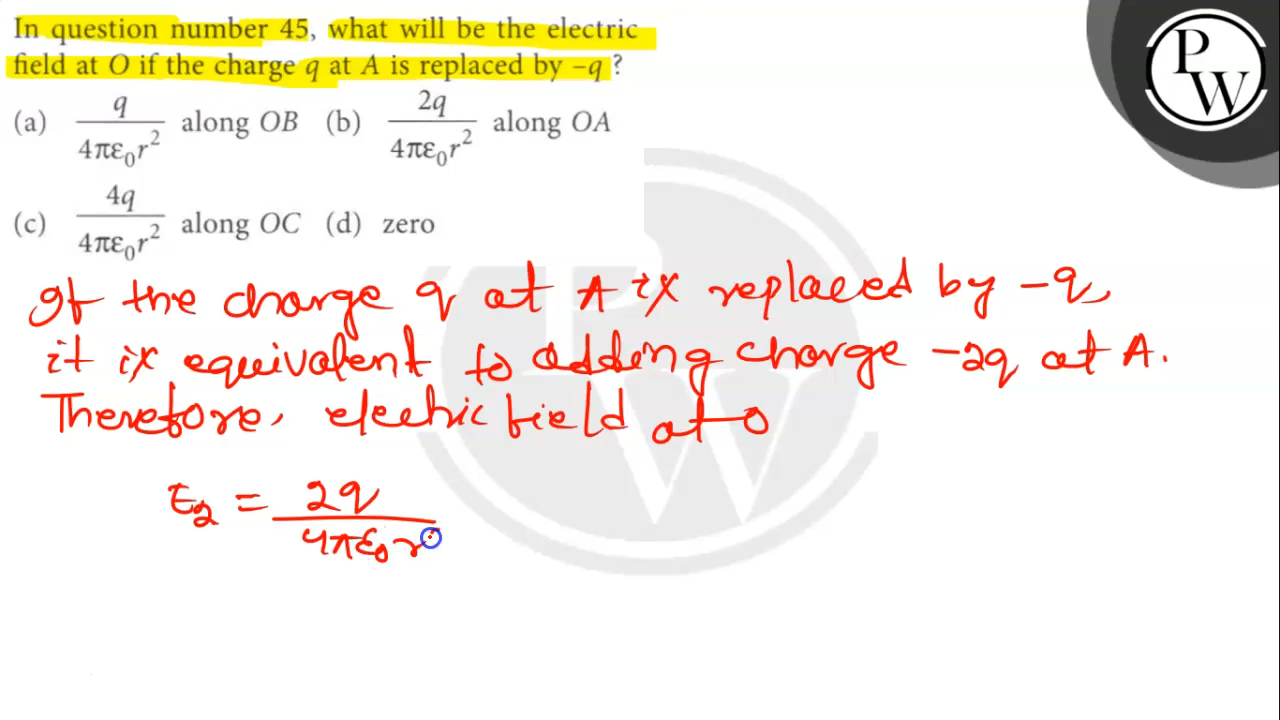 In question number 45, what will be the electric
field at O if the charge q at A is replaced by –q ?
(a) q/4πε₀r² along OB (b) 2q/4πε₀r² along OA
(c) 4q/4πε₀r² along OC (d) zero
PW
If the charge q at A is replaced by -q,
it is equivalent to adding charge -2q at A.
Therefore, electric field at O
E₂ = 2q/4πε₀r